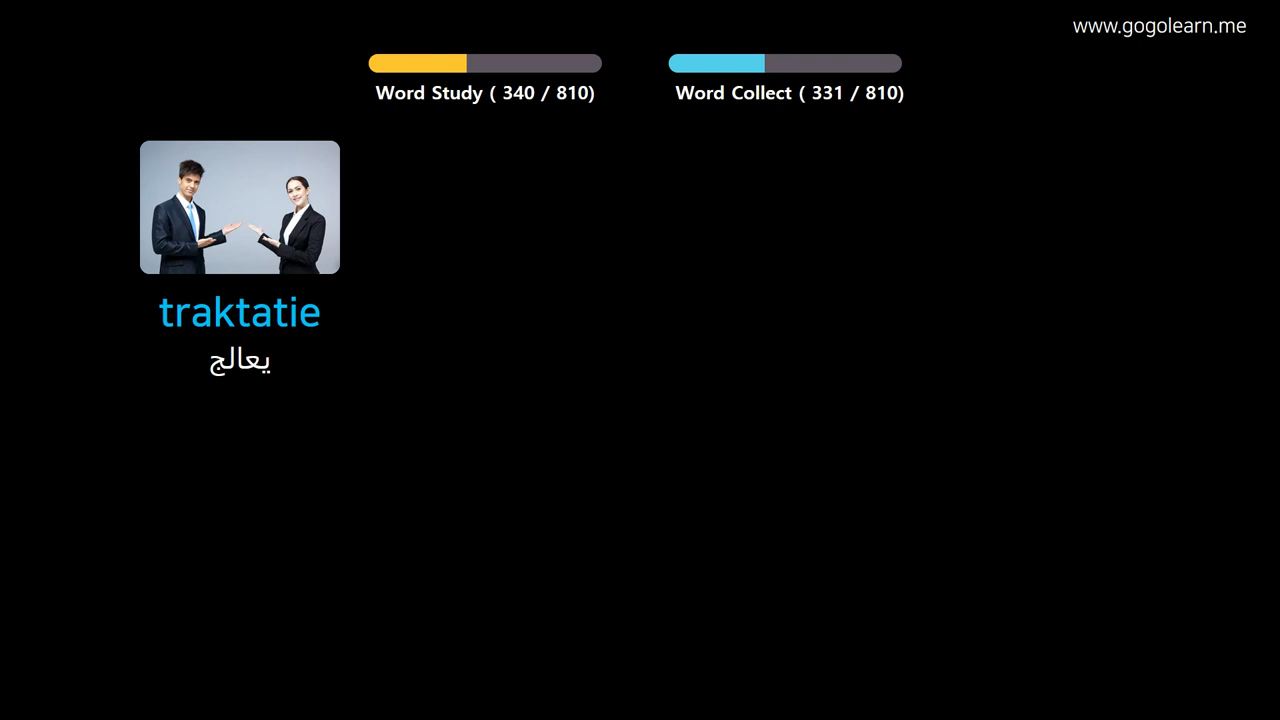 www.gogolearn.me
Word Study ( 340 / 810)
Word Collect ( 331 / 810)
traktatie
يعالج